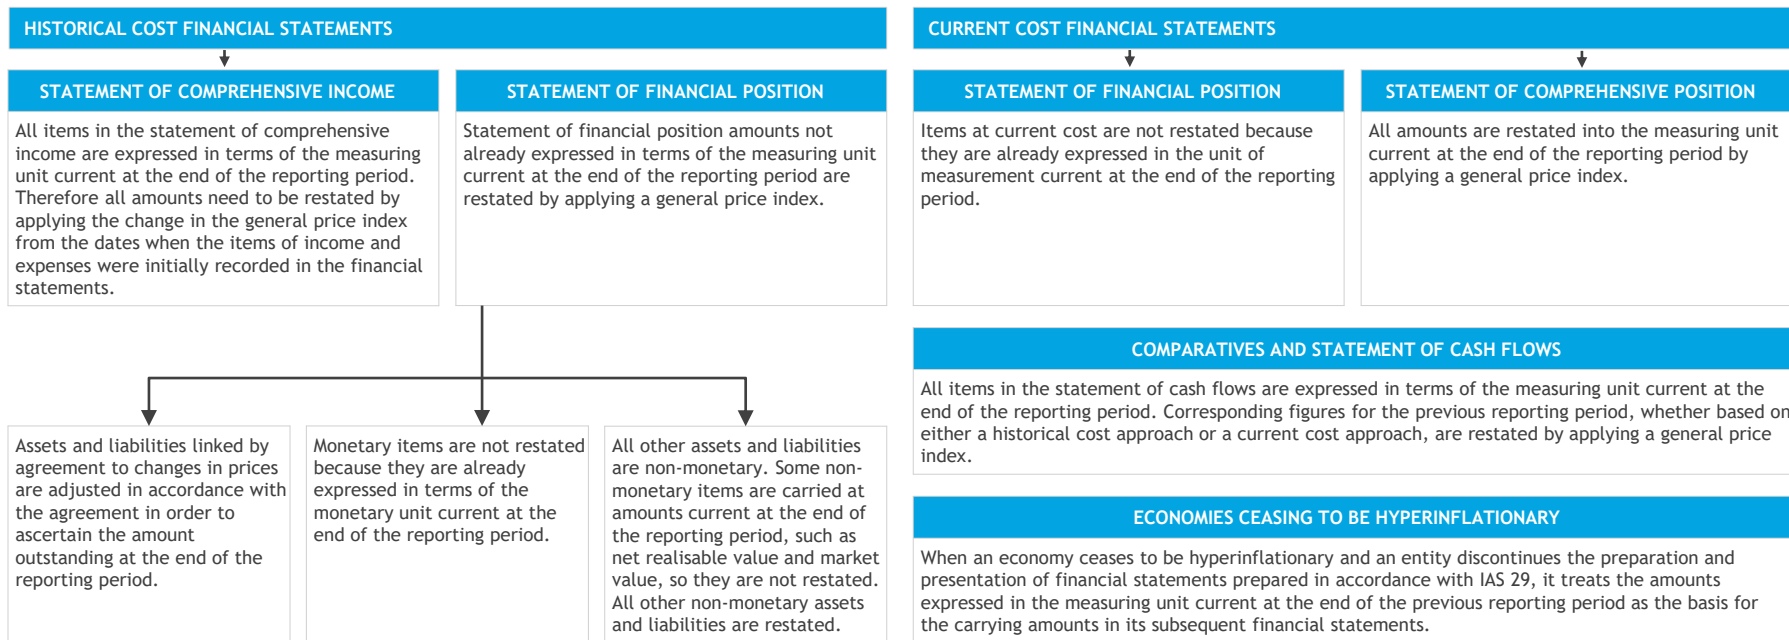 HISTORICAL COST FINANCIAL STATEMENTS
STATEMENT OF COMPREHENSIVE INCOME
All items in the statement of comprehensive
income are expressed in terms of the measuring
unit current at the end of the reporting period.
Therefore all amounts need to be restated by
applying the change in the general price index
from the dates when the items of income and
expenses were initially recorded in the financial
statements.
STATEMENT OF FINANCIAL POSITION
Statement of financial position amounts not
already expressed in terms of the measuring unit
current at the end of the reporting period are
restated by applying a general price index.
Assets and liabilities linked by
agreement to changes in prices
are adjusted in accordance with
the agreement in order to
ascertain the amount
outstanding at the end of the
reporting period.
Monetary items are not restated
because they are already
expressed in terms of the
monetary unit current at the
end of the reporting period.
All other assets and liabilities
are non-monetary. Some non-
monetary items are carried at
amounts current at the end of
the reporting period, such as
net realisable value and market
value, so they are not restated.
All other non-monetary assets
and liabilities are restated.
CURRENT COST FINANCIAL STATEMENTS
STATEMENT OF FINANCIAL POSITION
Items at current cost are not restated because
they are already expressed in the unit of
measurement current at the end of the reporting
period.
STATEMENT OF COMPREHENSIVE POSITION
All amounts are restated into the measuring unit
current at the end of the reporting period by
applying a general price index.
COMPARATIVES AND STATEMENT OF CASH FLOWS
All items in the statement of cash flows are expressed in terms of the measuring unit current at the
end of the reporting period. Corresponding figures for the previous reporting period, whether based on
either a historical cost approach or a current cost approach, are restated by applying a general price
index.
ECONOMIES CEASING TO BE HYPERINFLATIONARY
When an economy ceases to be hyperinflationary and an entity discontinues the preparation and
presentation of financial statements prepared in accordance with IAS 29, it treats the amounts
expressed in the measuring unit current at the end of the previous reporting period as the basis for
the carrying amounts in its subsequent financial statements.